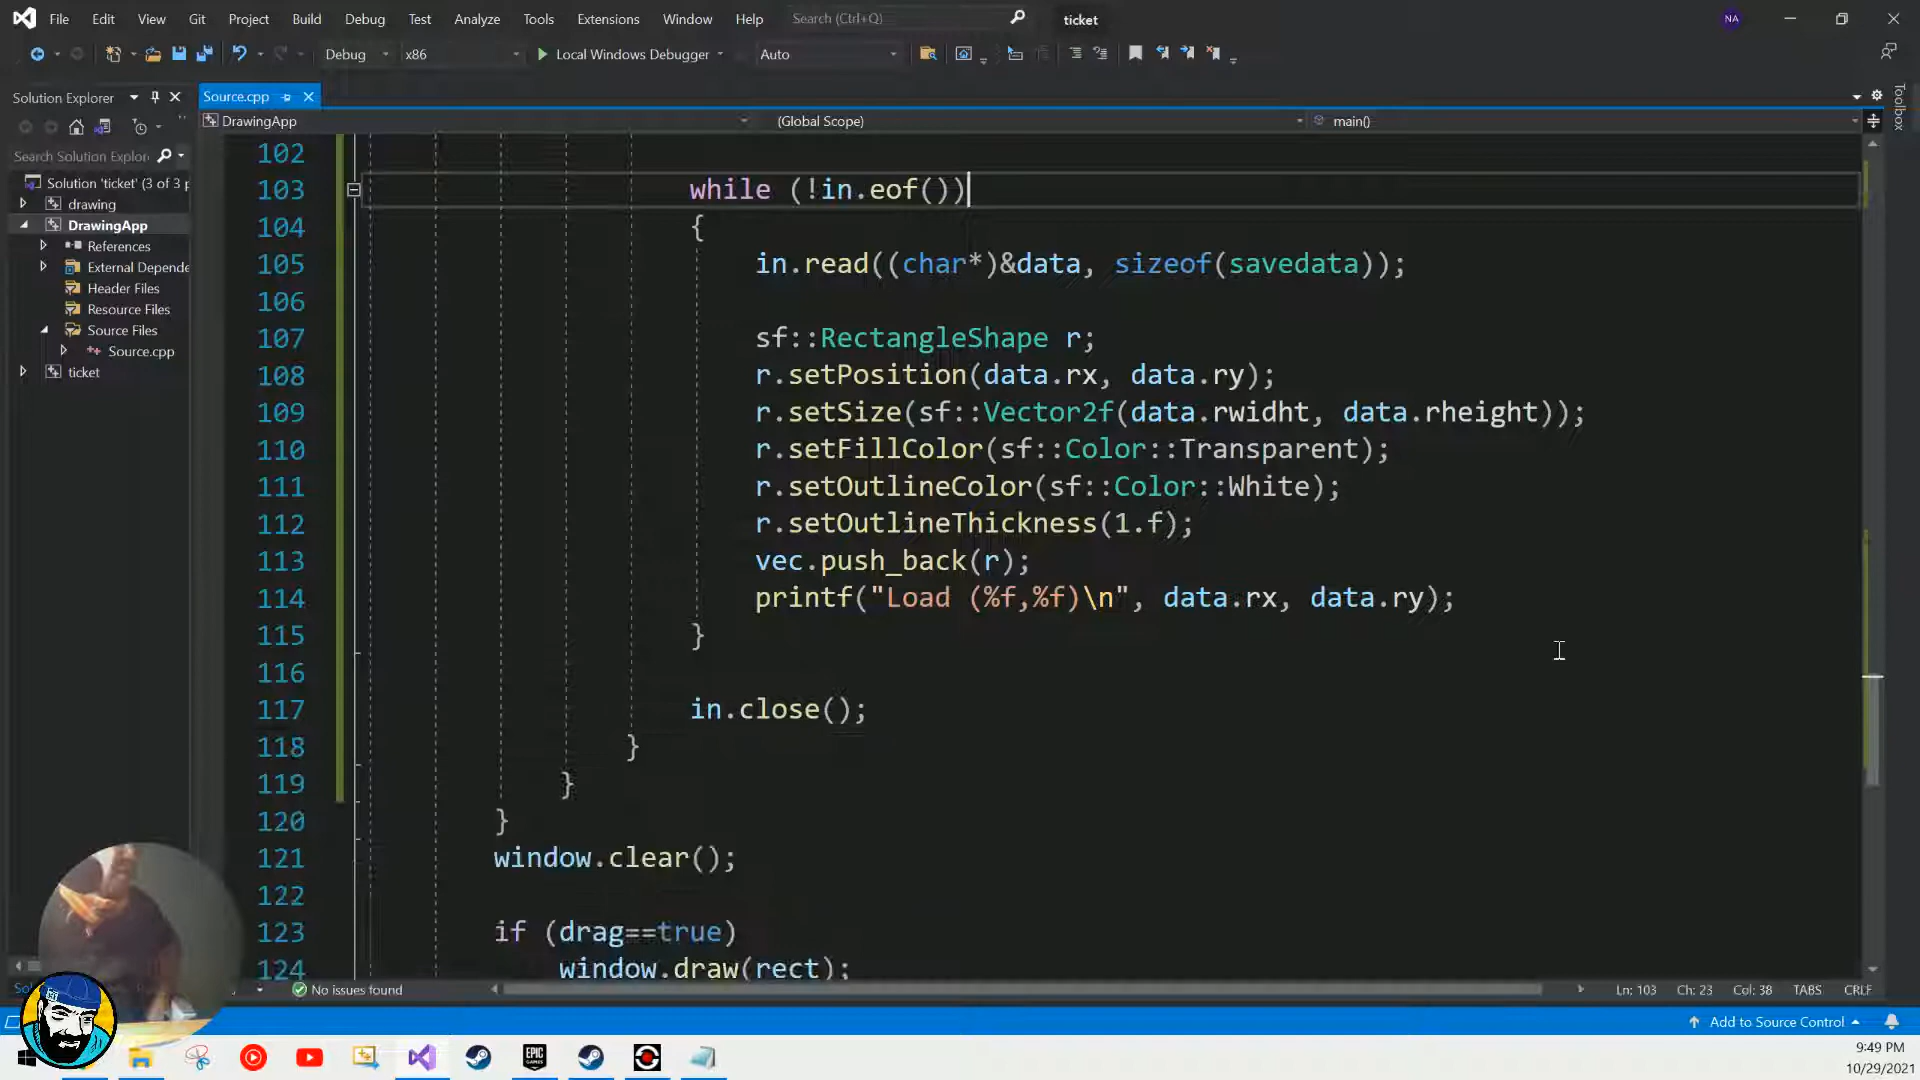 File Edit View Git Project Build Debug Test Analyze Tools Extensions Window Help Search (Ctrl+Q) ticket NA
Debug x86 Local Windows Debugger Auto
Solution Explorer
Source.cpp
DrawingApp (Global Scope) main()
Search Solution Explor
Solution 'ticket' (3 of 3 p
drawing
DrawingApp
References
External Depende
Header Files
Resource Files
Source Files
Source.cpp
ticket
Toolbox
102
103 while (!in.eof())
104 {
105 in.read((char*)&data, sizeof(savedata));
106
107 sf::RectangleShape r;
108 r.setPosition(data.rx, data.ry);
109 r.setSize(sf::Vector2f(data.rwidht, data.rheight));
110 r.setFillColor(sf::Color::Transparent);
111 r.setOutlineColor(sf::Color::White);
112 r.setOutlineThickness(1.f);
113 vec.push_back(r);
114 printf("Load (%f,%f)\n", data.rx, data.ry);
115 }
116
117 in.close();
118 }
119 }
120 }
121 window.clear();
122
123 if (drag==true)
124 window.draw(rect);
No issues found Ln: 103 Ch: 23 Col: 38 TABS CRLF
Add to Source Control
EPIC GAMES
9:49 PM
10/29/2021